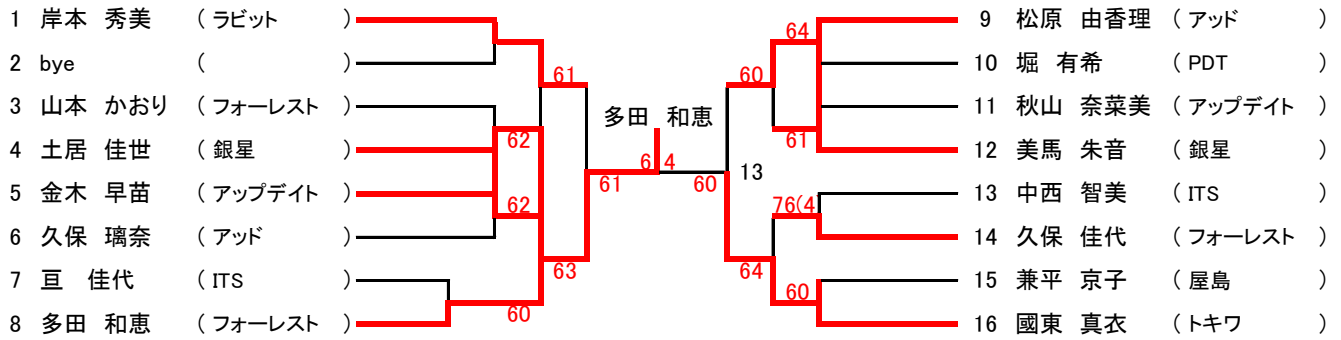 1 岸本 秀美 ( ラビット )
2 bye ( )
3 山本 かおり ( フォーレスト )
4 土居 佳世 ( 銀星 )
5 金木 早苗 ( アップデイト )
6 久保 璃奈 ( アッド )
7 亘 佳代 ( ITS )
8 多田 和恵 ( フォーレスト )
61
62
62
63
60
61
多田 和恵
6 4
60
13
64
60
61
76(4
64
60
9 松原 由香理 ( アッド )
10 堀 有希 ( PDT )
11 秋山 奈菜美 ( アップデイト )
12 美馬 朱音 ( 銀星 )
13 中西 智美 ( ITS )
14 久保 佳代 ( フォーレスト )
15 兼平 京子 ( 屋島 )
16 國東 真衣 ( トキワ )